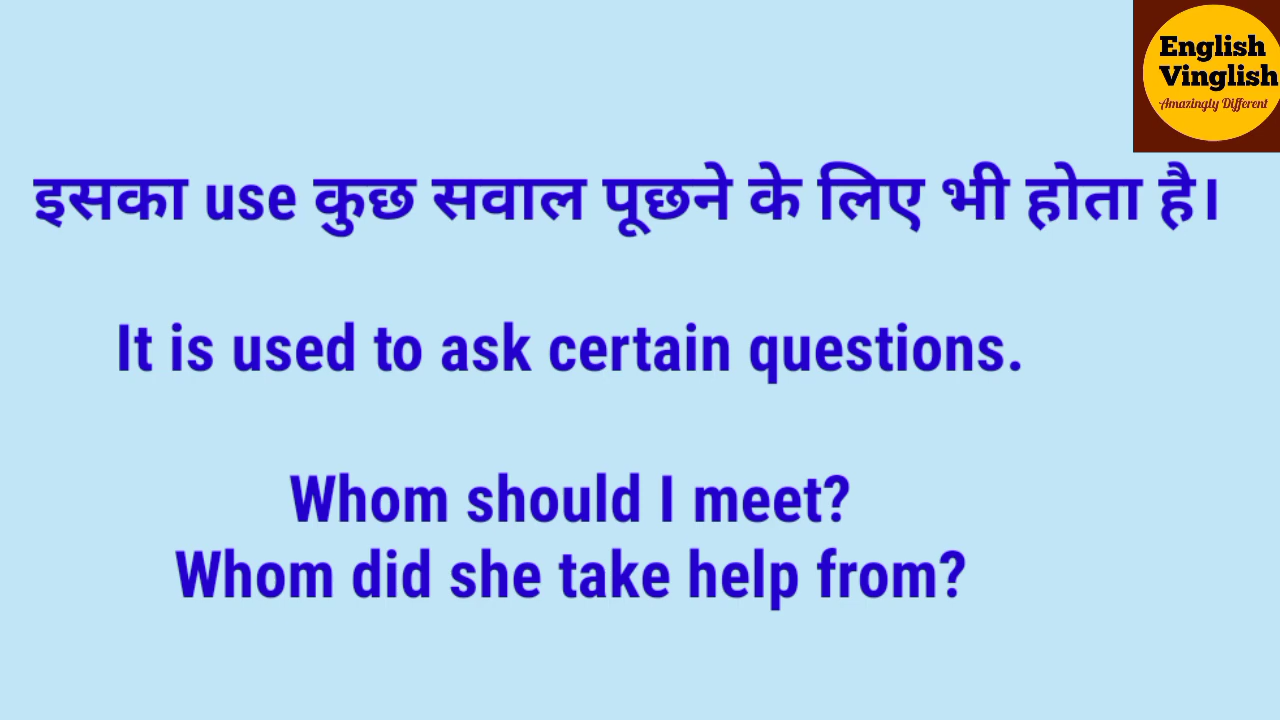 English
Vinglish
Amazingly Different
इसका use कुछ सवाल पूछने के लिए भी होता है।
It is used to ask certain questions.
Whom should I meet?
Whom did she take help from?